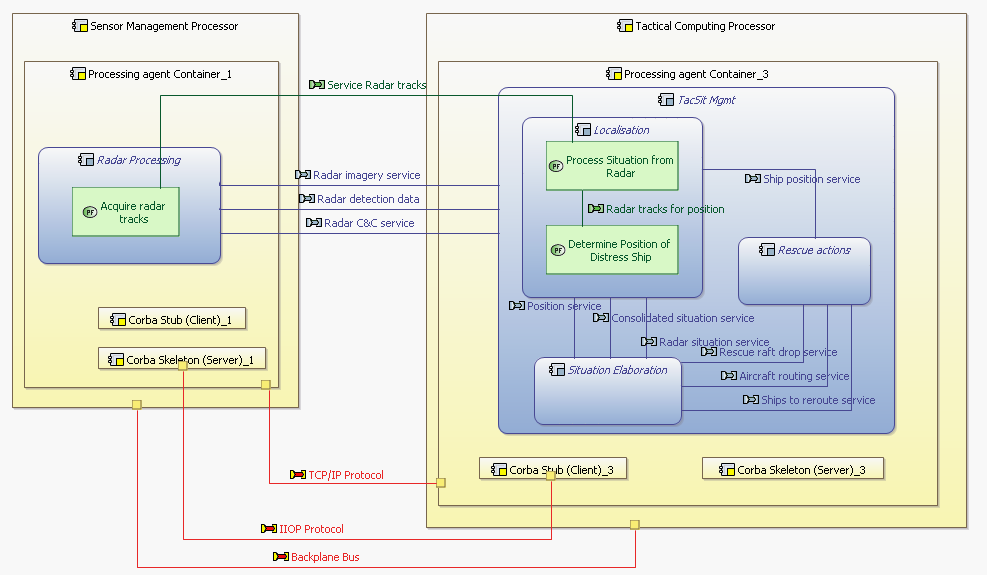 Sensor Management Processor
Tactical Computing Processor
Processing agent Container_1
Processing agent Container_3
Service Radar tracks
TacSit Mgmt
Localisation
Radar Processing
PF
Process Situation from
Radar
Radar imagery service
Ship position service
Radar detection data
PF
Acquire radar
tracks
Radar tracks for position
Radar C&C service
PF
Determine Position of
Distress Ship
Rescue actions
Position service
Consolidated situation service
Corba Stub (Client)_1
Radar situation service
Rescue raft drop service
Corba Skeleton (Server)_1
Situation Elaboration
Aircraft routing service
Ships to reroute service
Corba Stub (Client)_3
Corba Skeleton (Server)_3
TCP/IP Protocol
IIOP Protocol
Backplane Bus